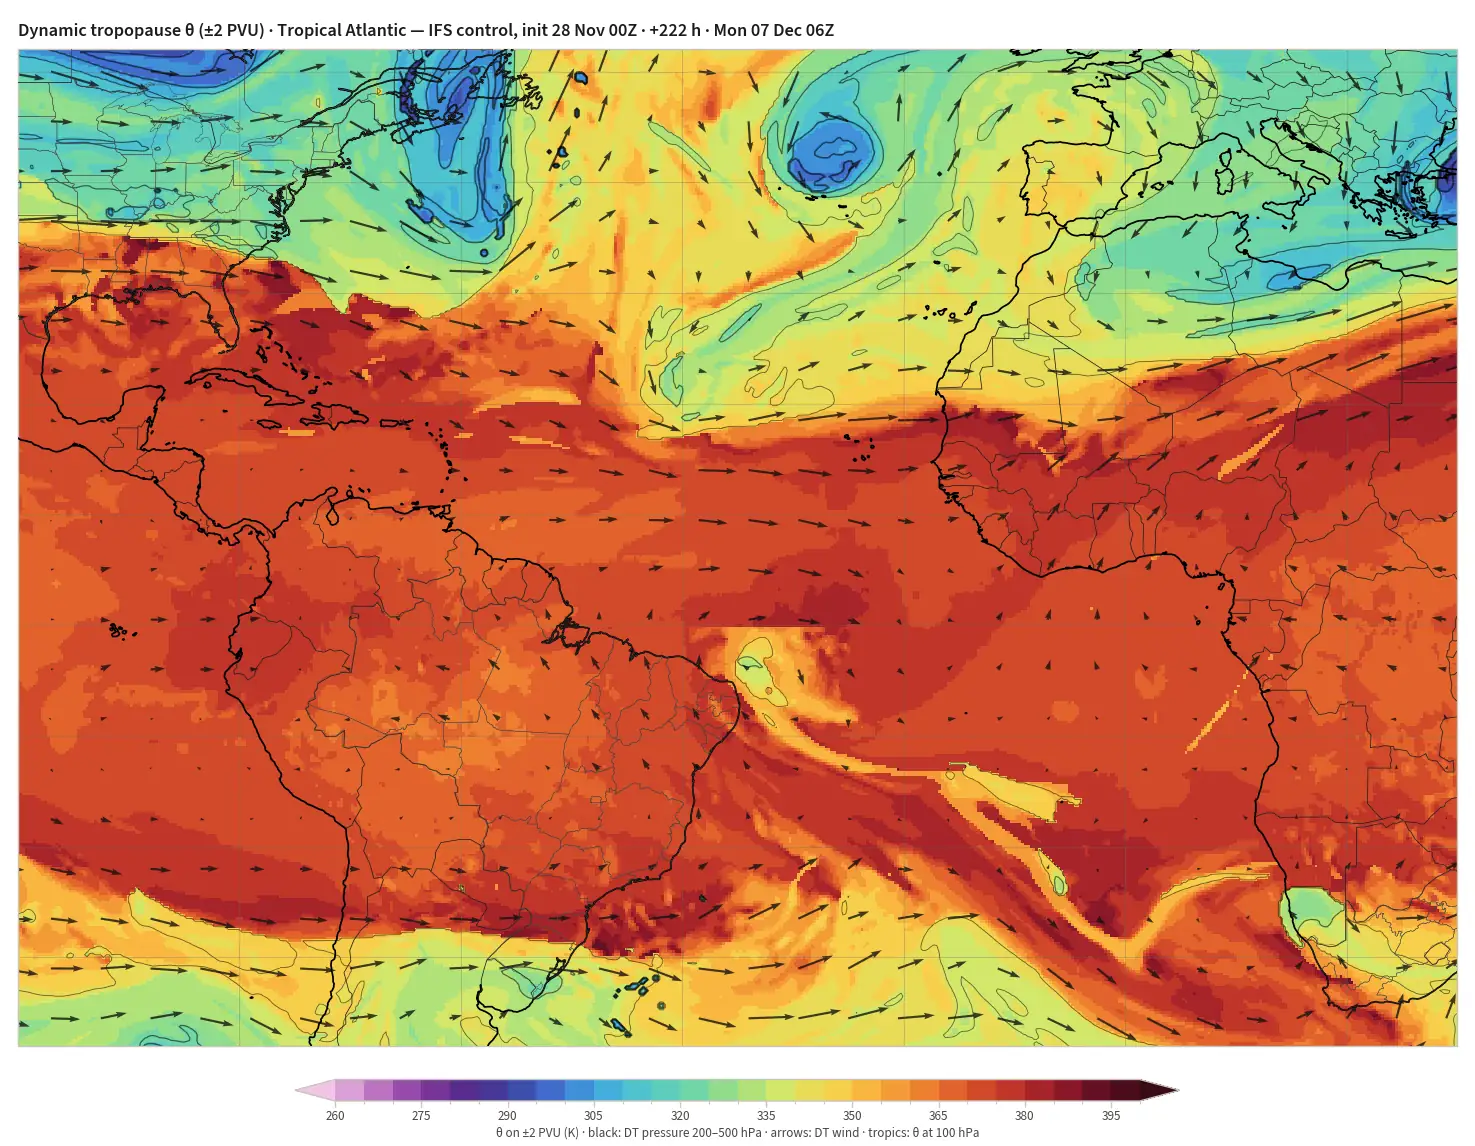 Dynamic tropopause θ (±2 PVU) · Tropical Atlantic — IFS control, init 28 Nov 00Z · +222 h · Mon 07 Dec 06Z
260 275 290 305 320 335 350 365 380 395
θ on ±2 PVU (K) · black: DT pressure 200–500 hPa · arrows: DT wind · tropics: θ at 100 hPa